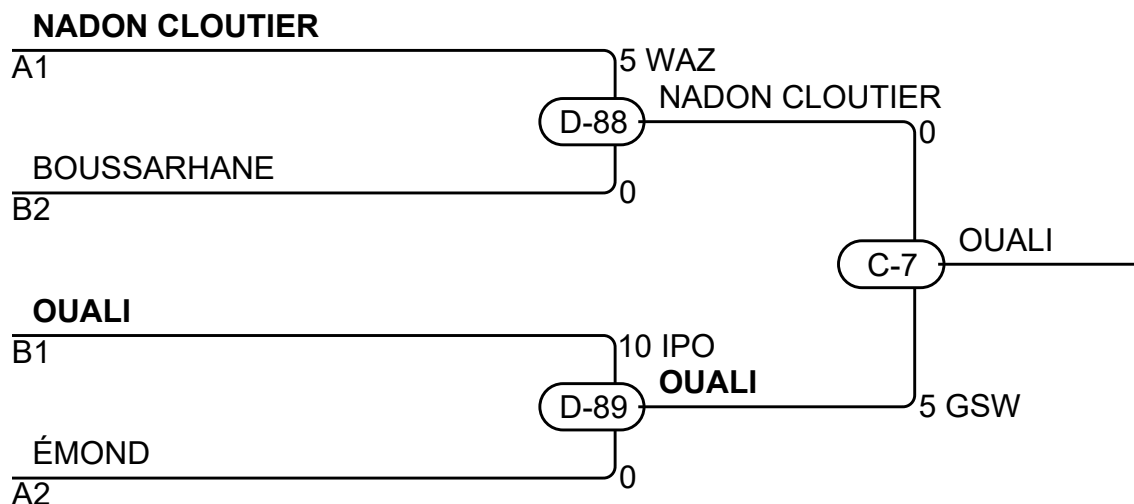 NADON CLOUTIER
A1
5 WAZ
D-88
NADON CLOUTIER
0
BOUSSARHANE
B2
0
C-7
OUALI
OUALI
B1
10 IPO
D-89
OUALI
5 GSW
ÉMOND
A2
0